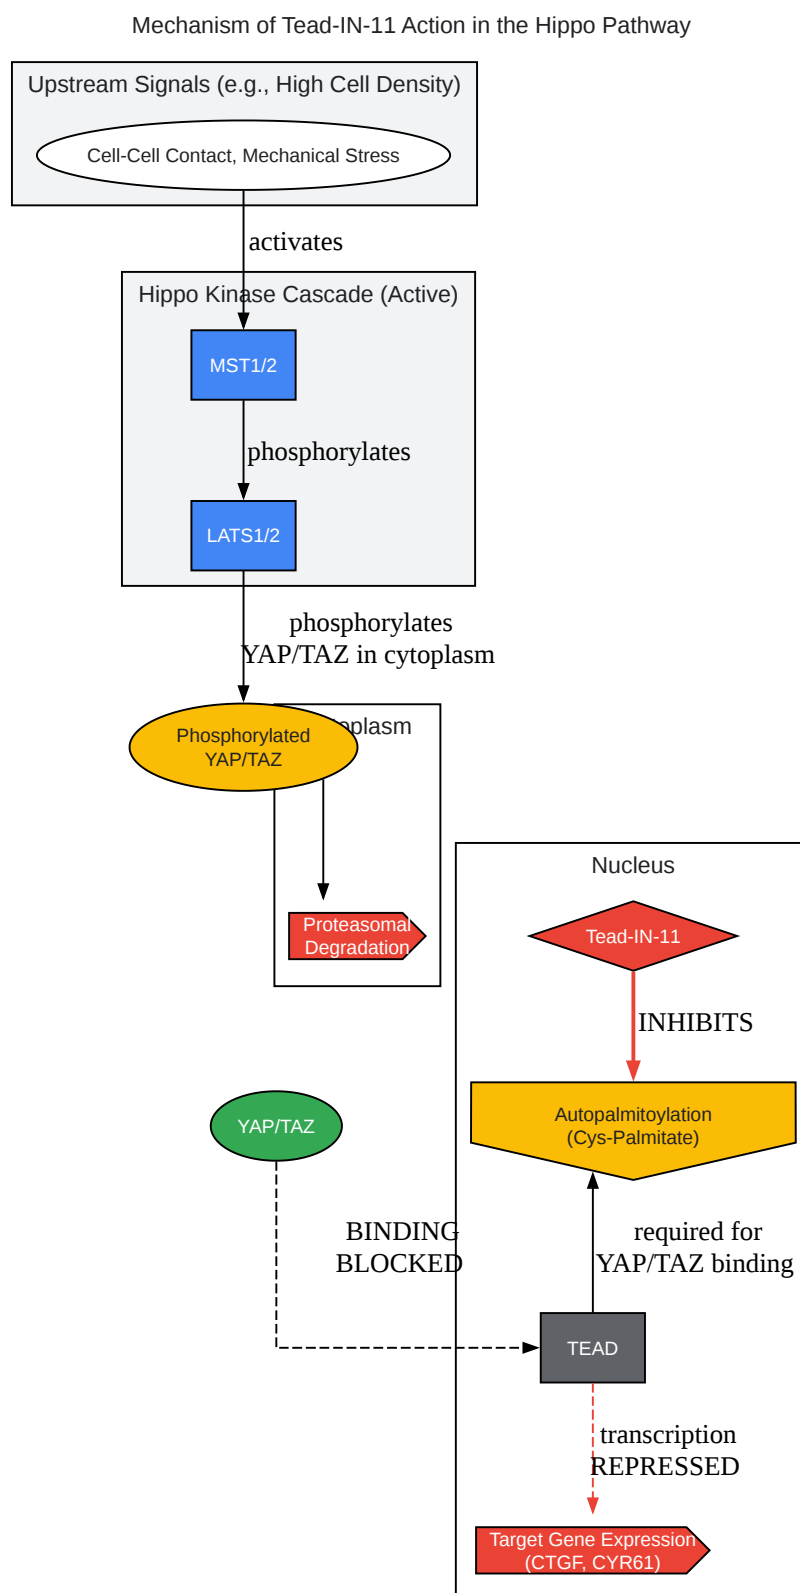 Mechanism of Tead-IN-11 Action in the Hippo Pathway
Upstream Signals (e.g., High Cell Density)
Cell-Cell Contact, Mechanical Stress
activates
Hippo Kinase Cascade (Active)
MST1/2
phosphorylates
LATS1/2
phosphorylates
YAP/TAZ in cytoplasm
Phosphorylated
YAP/TAZ
Proteasomal
Degradation
Nucleus
Tead-IN-11
INHIBITS
Autopalmitoylation
(Cys-Palmitate)
YAP/TAZ
BINDING
BLOCKED
required for
YAP/TAZ binding
TEAD
transcription
REPRESSED
Target Gene Expression
(CTGF, CYR61)